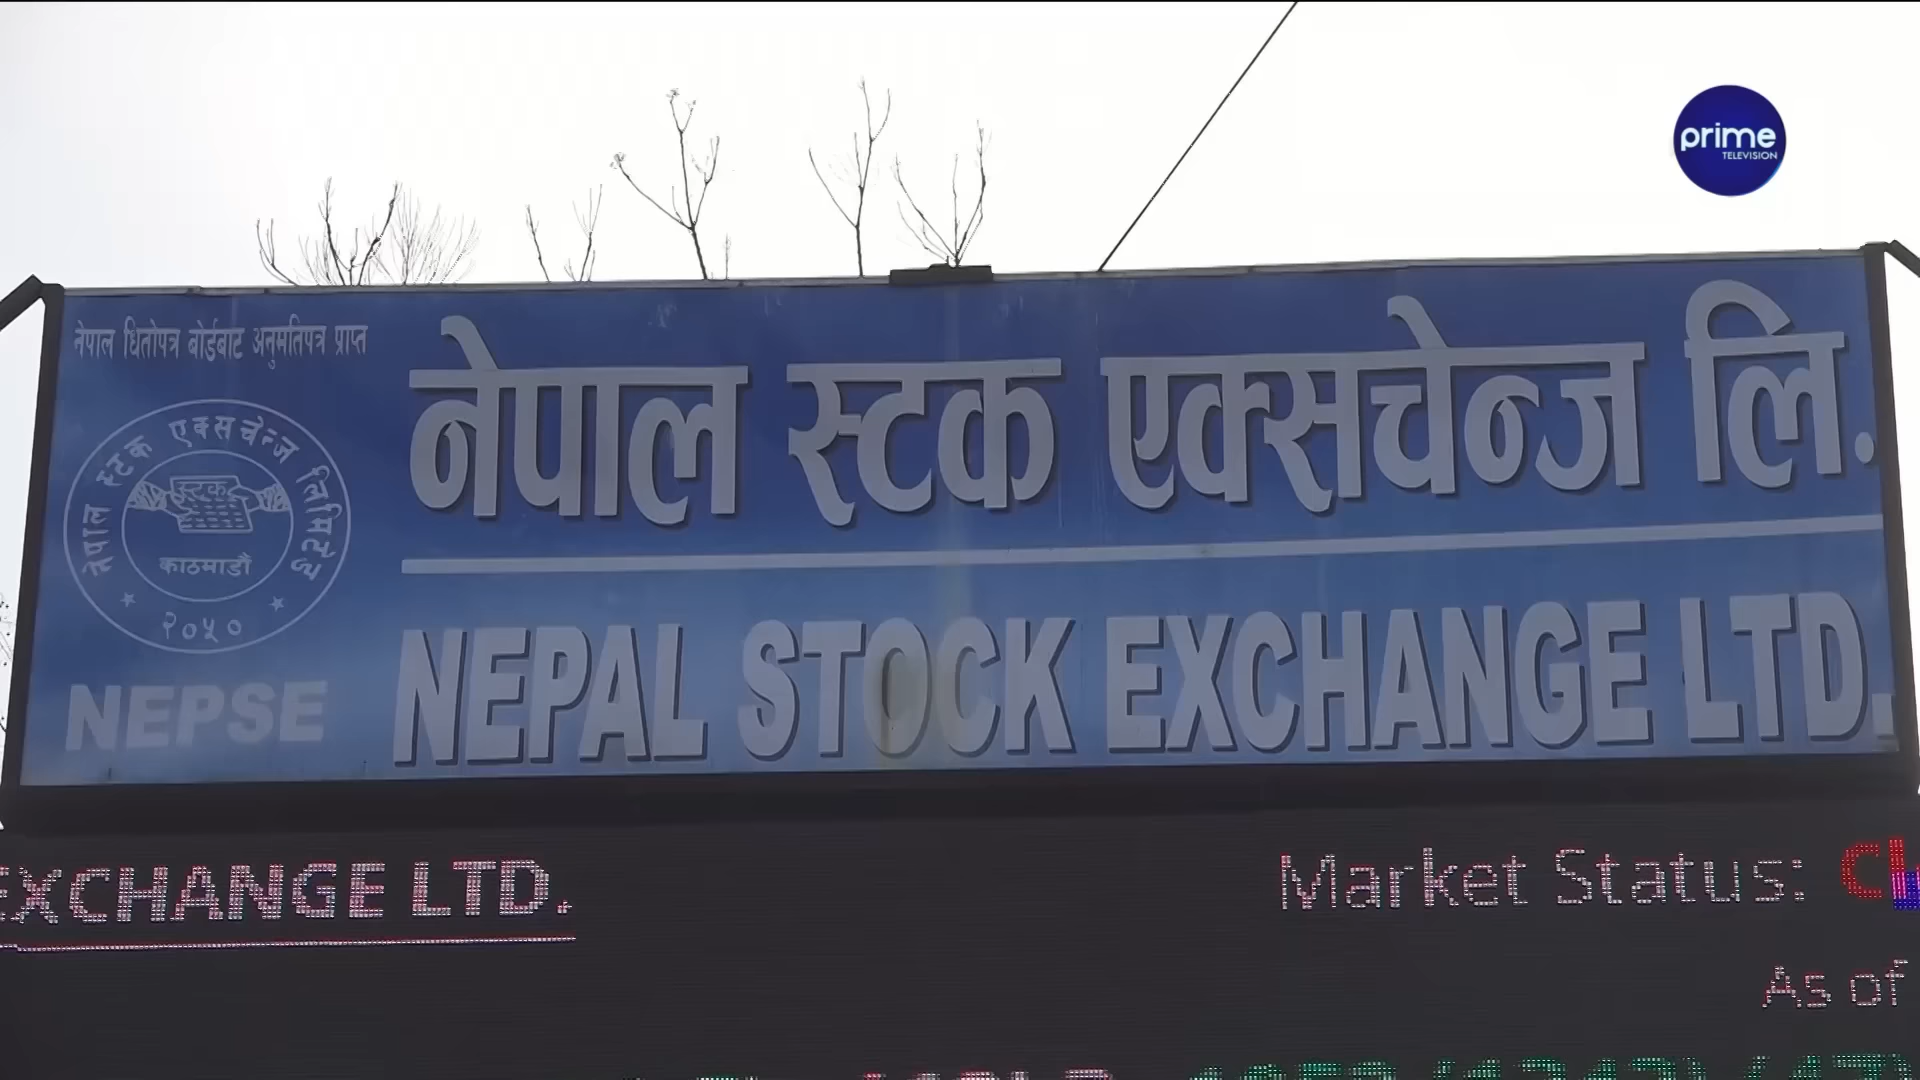 prime
TELEVISION
नेपाल धितोपत्र बोर्डबाट अनुमतिपत्र प्राप्त
नेपाल स्टक एक्सचेन्ज लि.
नेपाल स्टक एक्सचेन्ज लिमिटेड
स्टक
काठमाडौं
२०५०
NEPSE
NEPAL STOCK EXCHANGE LTD.
EXCHANGE LTD.
Market Status:
As of